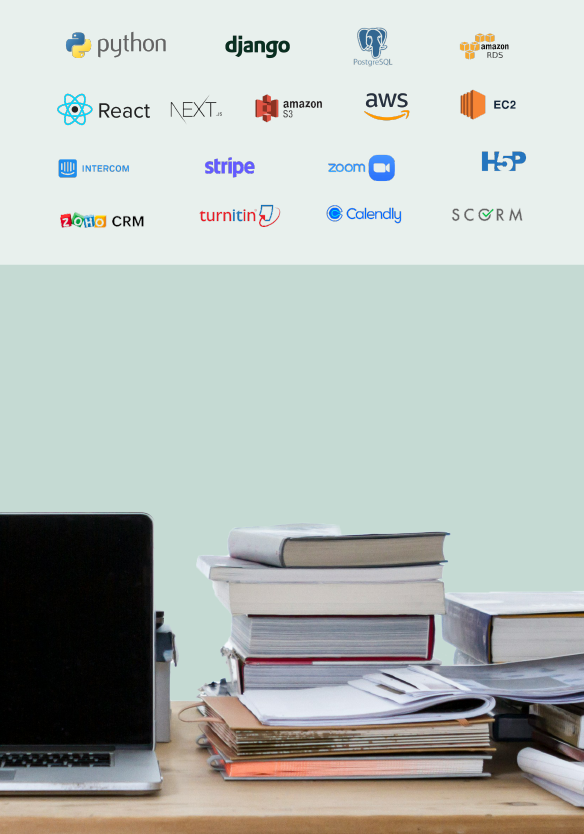 python django PostgreSQL amazon RDS
React NEXT.JS amazon S3 aws EC2
INTERCOM stripe zoom H5P
ZOHO CRM turnitin Calendly SCORM